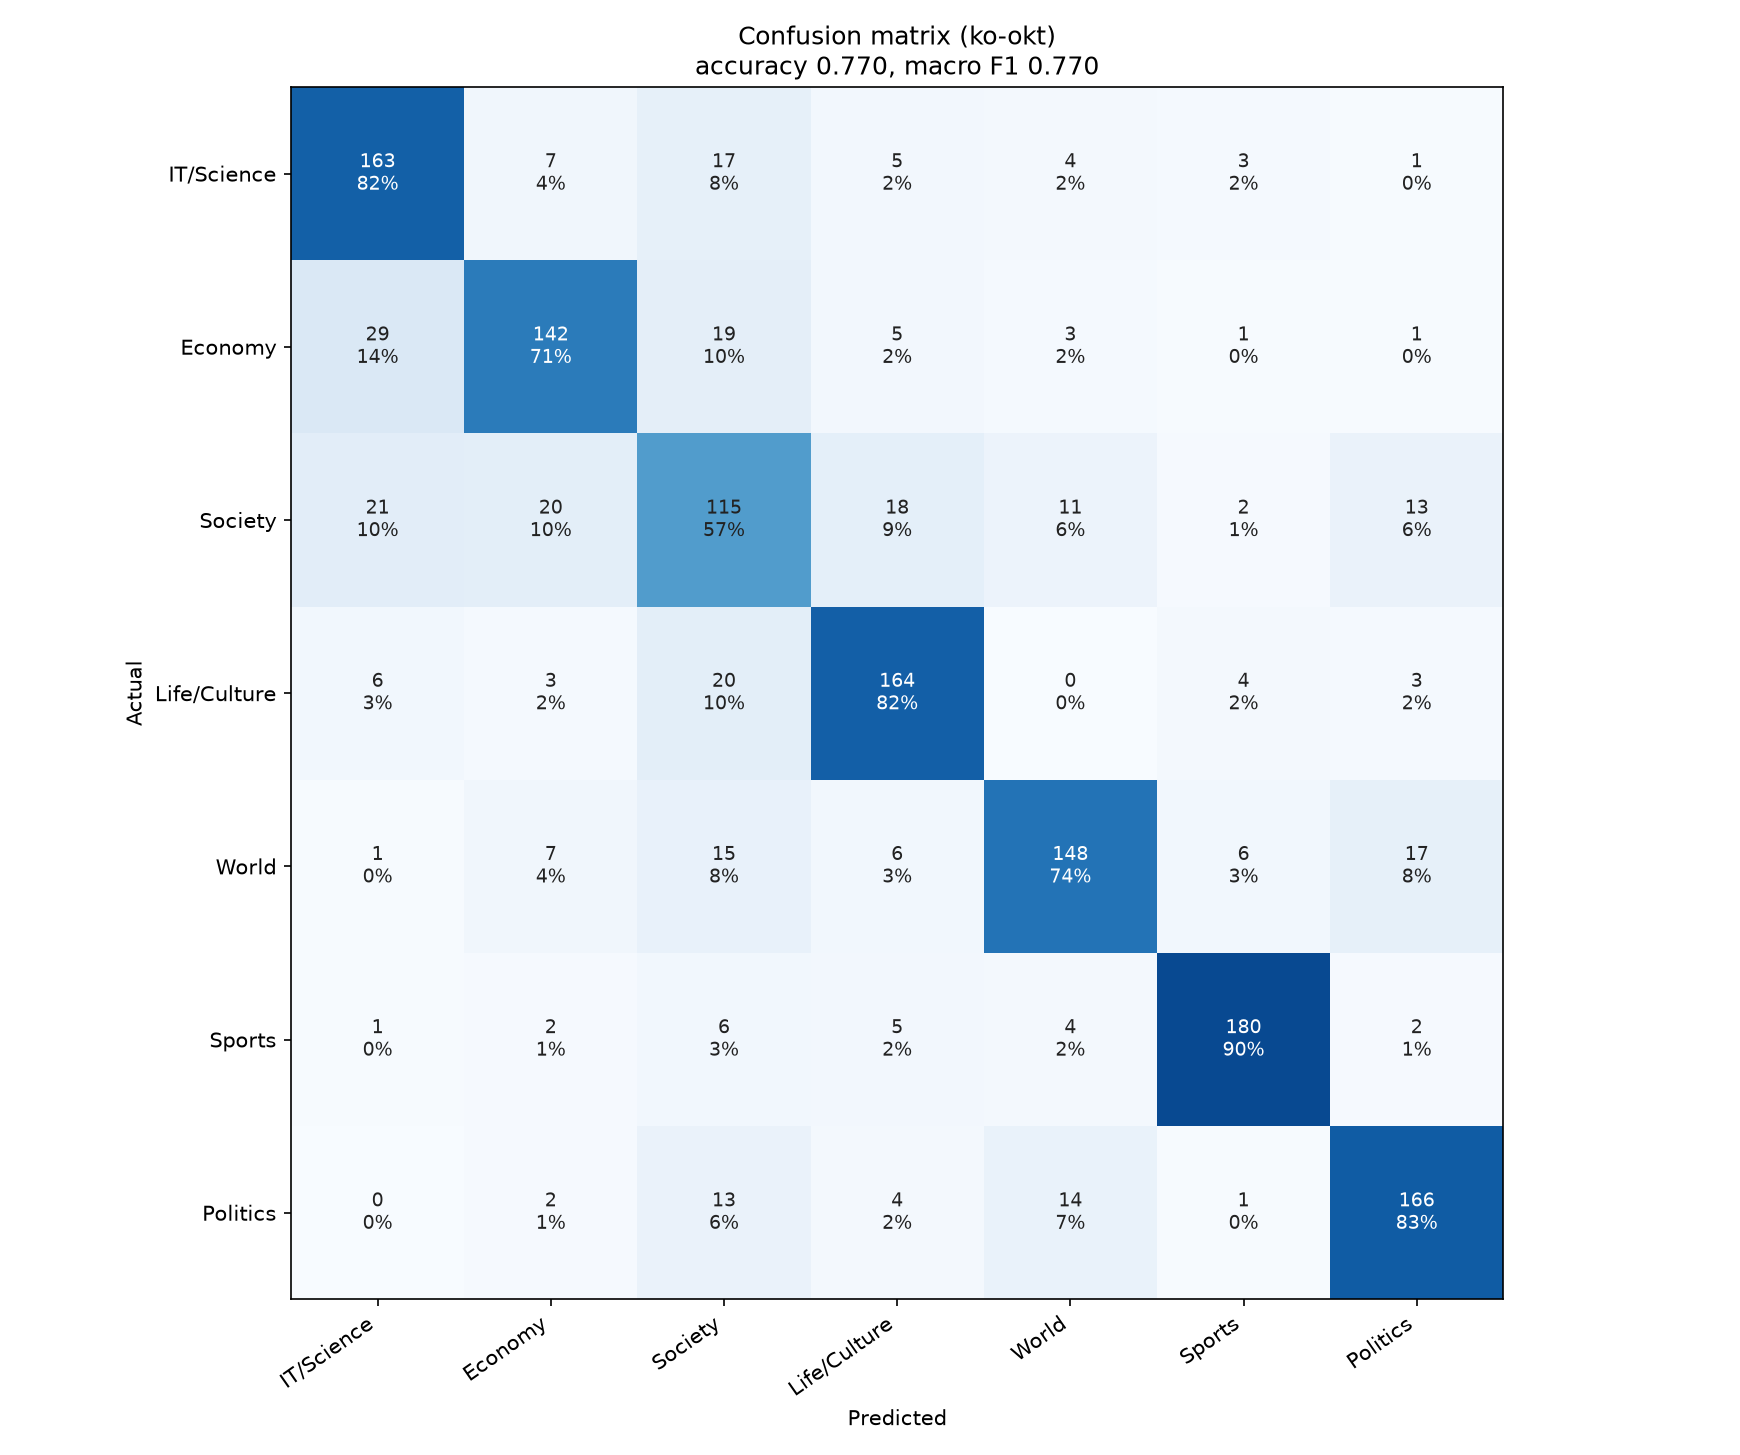 Confusion matrix (ko-okt)
accuracy 0.770, macro F1 0.770
Actual
IT/Science
163 7 17 5 4 3 1
82% 4% 8% 2% 2% 2% 0%
Economy
29 142 19 5 3 1 1
14% 71% 10% 2% 2% 0% 0%
Society
21 20 115 18 11 2 13
10% 10% 57% 9% 6% 1% 6%
Life/Culture
6 3 20 164 0 4 3
3% 2% 10% 82% 0% 2% 2%
World
1 7 15 6 148 6 17
0% 4% 8% 3% 74% 3% 8%
Sports
1 2 6 5 4 180 2
0% 1% 3% 2% 2% 90% 1%
Politics
0 2 13 4 14 1 166
0% 1% 6% 2% 7% 0% 83%
IT/Science Economy Society Life/Culture World Sports Politics
Predicted